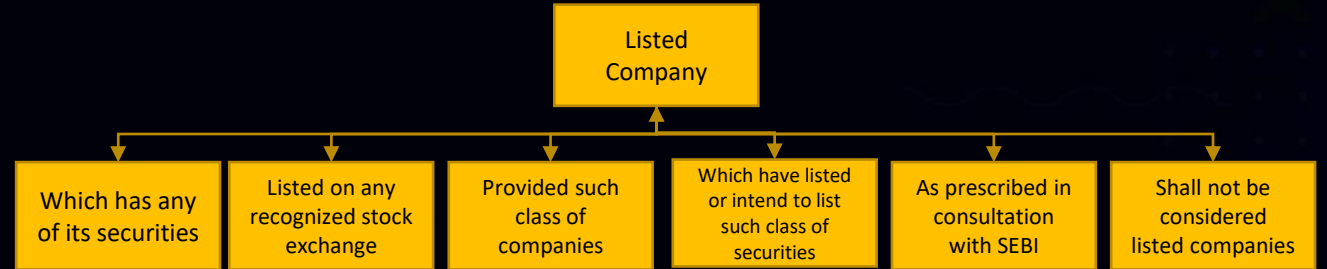 Listed
Company
Which has any
of its securities
Listed on any
recognized stock
exchange
Provided such
class of
companies
Which have listed
or intend to list
such class of
securities
As prescribed in
consultation
with SEBI
Shall not be
considered
listed companies